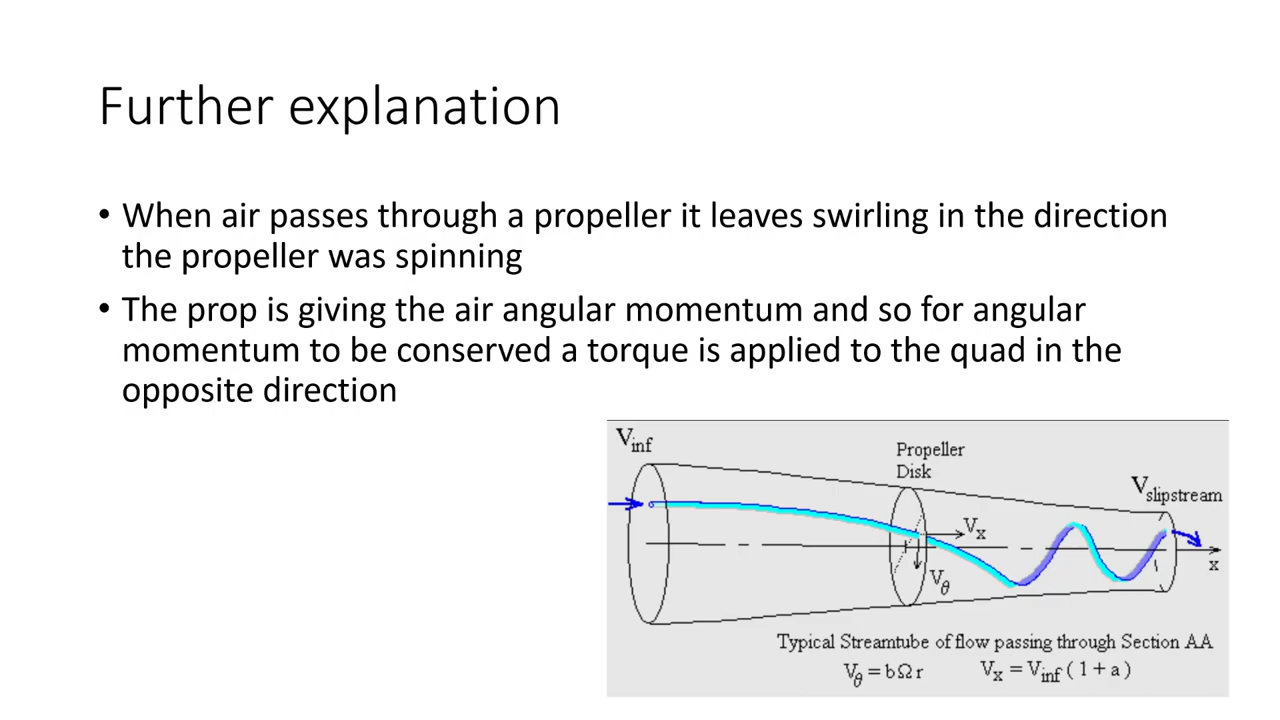 Further explanation
• When air passes through a propeller it leaves swirling in the direction
the propeller was spinning
• The prop is giving the air angular momentum and so for angular
momentum to be conserved a torque is applied to the quad in the
opposite direction
Vinf
Propeller
Disk
Vslipstream
Vx
Vθ
x
Typical Streamtube of flow passing through Section AA
Vθ = bΩr Vx = Vinf ( 1 + a )